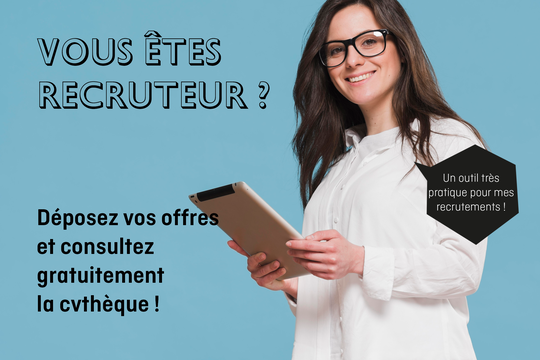 VOUS ÊTES
RECRUTEUR ?
Un outil très
pratique pour mes
recrutements !
Déposez vos offres
et consultez
gratuitement
la cvthèque !